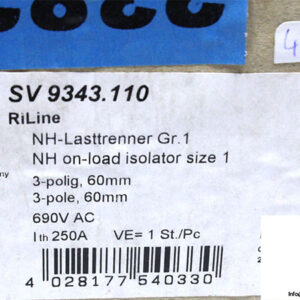 SV 9343.110
RiLine
NH-Lasttrenner Gr.1
NH on-load isolator size 1
3-polig, 60mm
3-pole, 60mm
690V AC
Ith 250A VE= 1 St./Pc
4 028177 540330